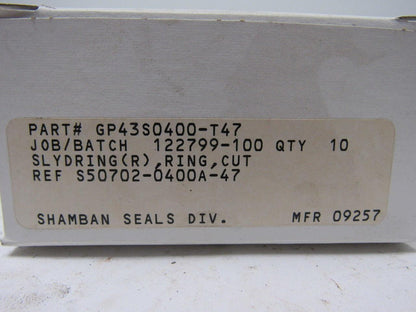 PART# GP43S0400-T47
JOB/BATCH 122799-100 QTY 10
SLYDRING(R),RING,CUT
REF S50702-0400A-47
SHAMBAN SEALS DIV. MFR 09257